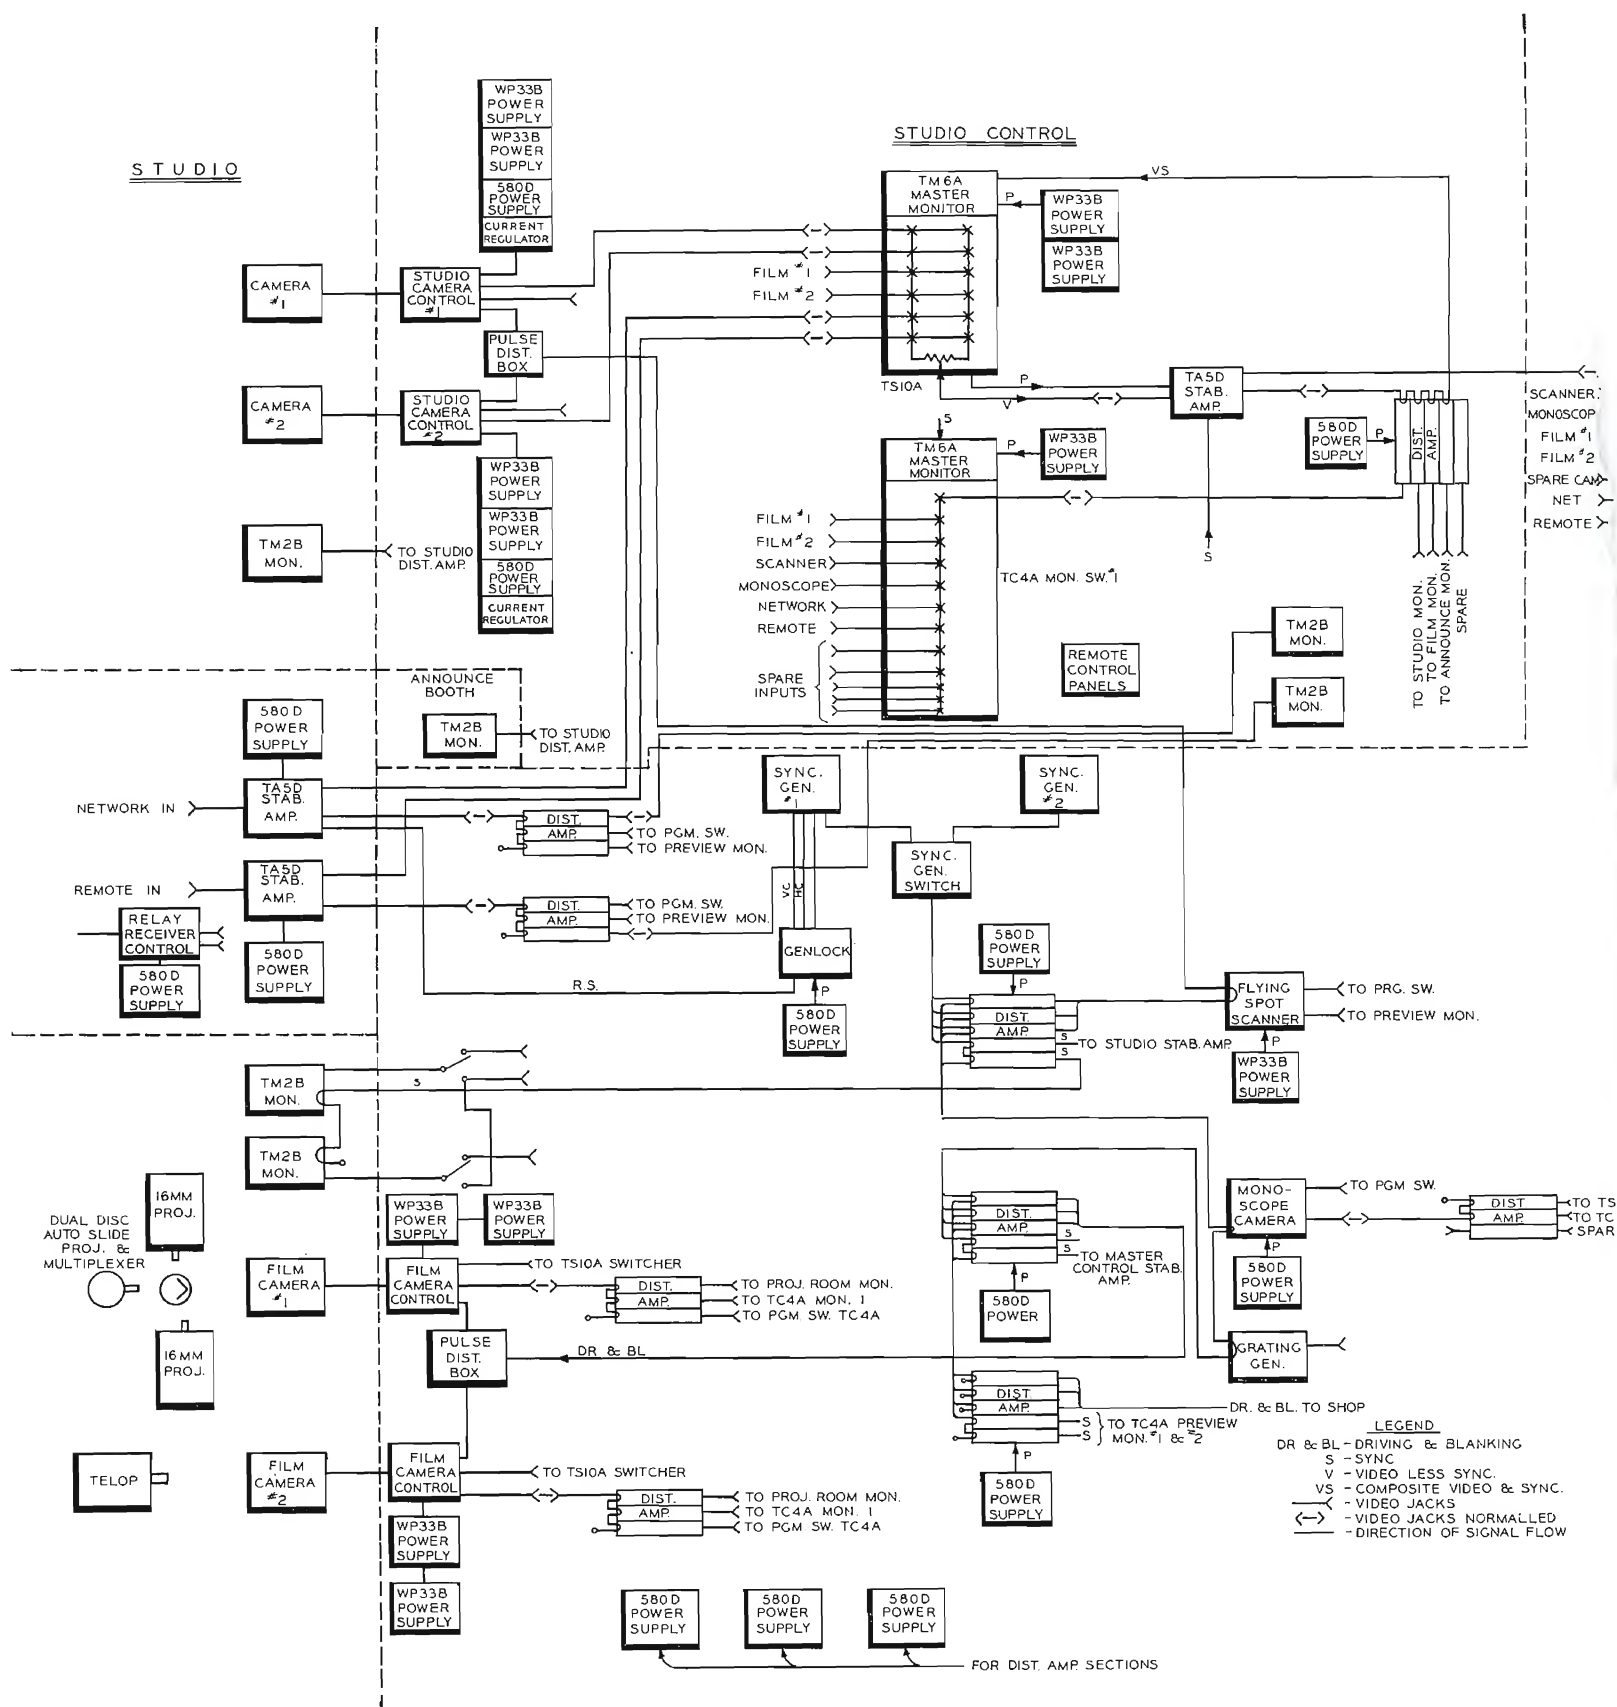 STUDIO
STUDIO CONTROL
WP33B
POWER
SUPPLY
WP33B
POWER
SUPPLY
580D
POWER
SUPPLY
CURRENT
REGULATOR
CAMERA
#1
STUDIO
CAMERA
CONTROL
#1
PULSE
DIST.
BOX
CAMERA
#2
STUDIO
CAMERA
CONTROL
#2
WP33B
POWER
SUPPLY
WP33B
POWER
SUPPLY
580D
POWER
SUPPLY
CURRENT
REGULATOR
TM2B
MON.
TO STUDIO
DIST. AMP.
TM6A
MASTER
MONITOR
VS
P
WP33B
POWER
SUPPLY
WP33B
POWER
SUPPLY
FILM #1
FILM #2
TS10A
P
V
TA5D
STAB.
AMP.
S
580D
POWER
SUPPLY
P
DIST.
AMP.
SCANNER
MONOSCOP
FILM #1
FILM #2
SPARE CAM
NET
REMOTE
TO STUDIO MON.
TO FILM MON.
TO ANNOUNCE MON.
SPARE
S
TM6A
MASTER
MONITOR
P
WP33B
POWER
SUPPLY
FILM #1
FILM #2
SCANNER
MONOSCOPE
NETWORK
REMOTE
SPARE
INPUTS
TC4A MON. SW. #1
REMOTE
CONTROL
PANELS
TM2B
MON.
TM2B
MON.
ANNOUNCE
BOOTH
TM2B
MON.
TO STUDIO
DIST. AMP.
580D
POWER
SUPPLY
NETWORK IN
TA5D
STAB.
AMP.
REMOTE IN
TA5D
STAB.
AMP.
RELAY
RECEIVER
CONTROL
580D
POWER
SUPPLY
580D
POWER
SUPPLY
DIST.
AMP.
TO PGM. SW.
TO PREVIEW MON.
DIST.
AMP.
TO PGM. SW.
TO PREVIEW MON.
R.S.
SYNC.
GEN.
#1
SYNC.
GEN.
#2
SYNC.
GEN.
SWITCH
VC
HC
GENLOCK
P
580D
POWER
SUPPLY
580D
POWER
SUPPLY
P
DIST.
AMP.
S
S
TO STUDIO STAB. AMP.
FLYING
SPOT
SCANNER
TO PRG. SW.
TO PREVIEW MON.
P
WP33B
POWER
SUPPLY
TM2B
MON.
S
TM2B
MON.
16MM
PROJ.
DUAL DISC
AUTO SLIDE
PROJ. &
MULTIPLEXER
16MM
PROJ.
TELOP
WP33B
POWER
SUPPLY
WP33B
POWER
SUPPLY
FILM
CAMERA
#1
FILM
CAMERA
CONTROL
TO TS10A SWITCHER
DIST.
AMP.
TO PROJ. ROOM MON.
TO TC4A MON. 1
TO PGM. SW. TC4A
PULSE
DIST.
BOX
DR & BL
DIST.
AMP.
S
S
TO MASTER
CONTROL STAB.
AMP.
P
580D
POWER
MONO-
SCOPE
CAMERA
TO PGM SW.
DIST
AMP.
TO TS
TO TC
SPAR
P
580D
POWER
SUPPLY
GRATING
GEN.
DIST.
AMP.
DR. & BL. TO SHOP
S
S
TO TC4A PREVIEW
MON. #1 & #2
P
580D
POWER
SUPPLY
FILM
CAMERA
#2
FILM
CAMERA
CONTROL
TO TS10A SWITCHER
DIST.
AMP.
TO PROJ. ROOM MON.
TO TC4A MON. 1
TO PGM SW. TC4A
WP33B
POWER
SUPPLY
WP33B
POWER
SUPPLY
LEGEND
DR & BL - DRIVING & BLANKING
S - SYNC
V - VIDEO LESS SYNC.
VS - COMPOSITE VIDEO & SYNC.
- VIDEO JACKS
- VIDEO JACKS NORMALLED
- DIRECTION OF SIGNAL FLOW
580D
POWER
SUPPLY
580D
POWER
SUPPLY
580D
POWER
SUPPLY
FOR DIST. AMP. SECTIONS